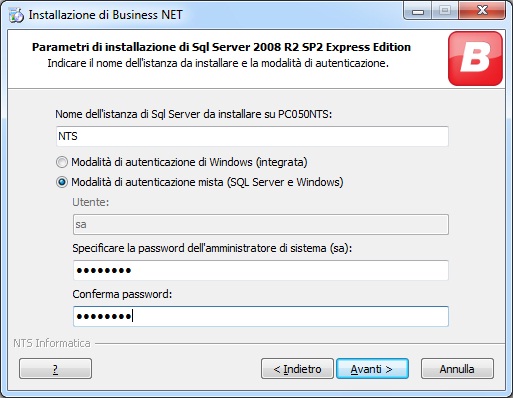 Installazione di Business NET
Parametri di installazione di Sql Server 2008 R2 SP2 Express Edition
Indicare il nome dell'istanza da installare e la modalità di autenticazione.
B
Nome dell'istanza di Sql Server da installare su PC050NTS:
NTS
Modalità di autenticazione di Windows (integrata)
Modalità di autenticazione mista (SQL Server e Windows)
Utente:
sa
Specificare la password dell'amministratore di sistema (sa):
●●●●●●●●
Conferma password:
●●●●●●●●
NTS Informatica
? < Indietro Avanti > Annulla